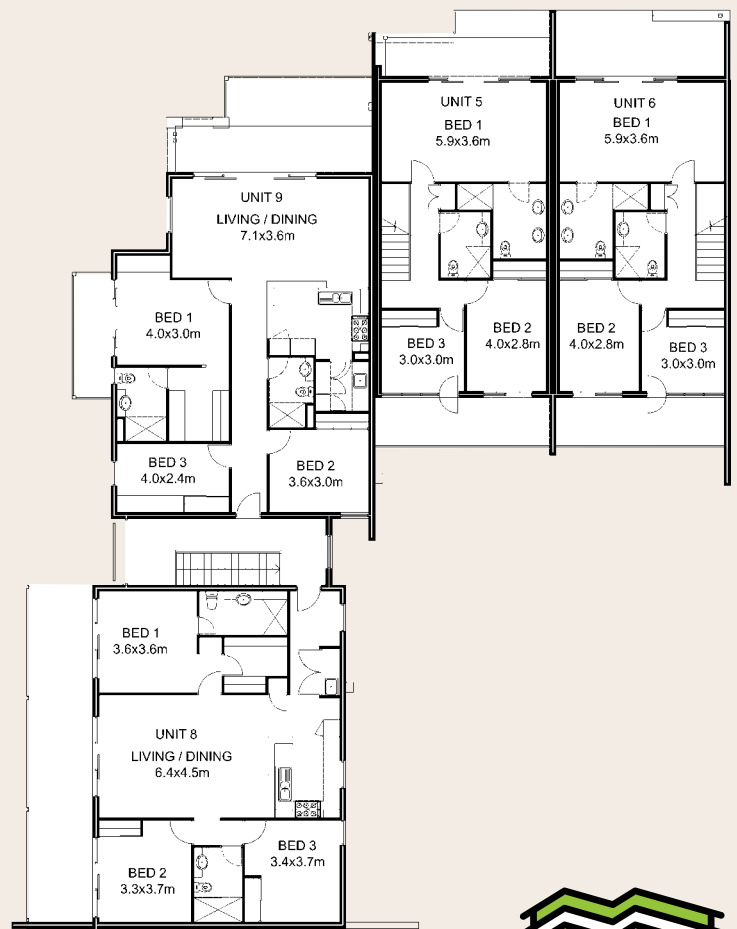 UNIT 5
BED 1
5.9x3.6m
UNIT 6
BED 1
5.9x3.6m
UNIT 9
LIVING / DINING
7.1x3.6m
BED 1
4.0x3.0m
BED 3
3.0x3.0m
BED 2
4.0x2.8m
BED 2
4.0x2.8m
BED 3
3.0x3.0m
BED 3
4.0x2.4m
BED 2
3.6x3.0m
BED 1
3.6x3.6m
UNIT 8
LIVING / DINING
6.4x4.5m
BED 2
3.3x3.7m
BED 3
3.4x3.7m